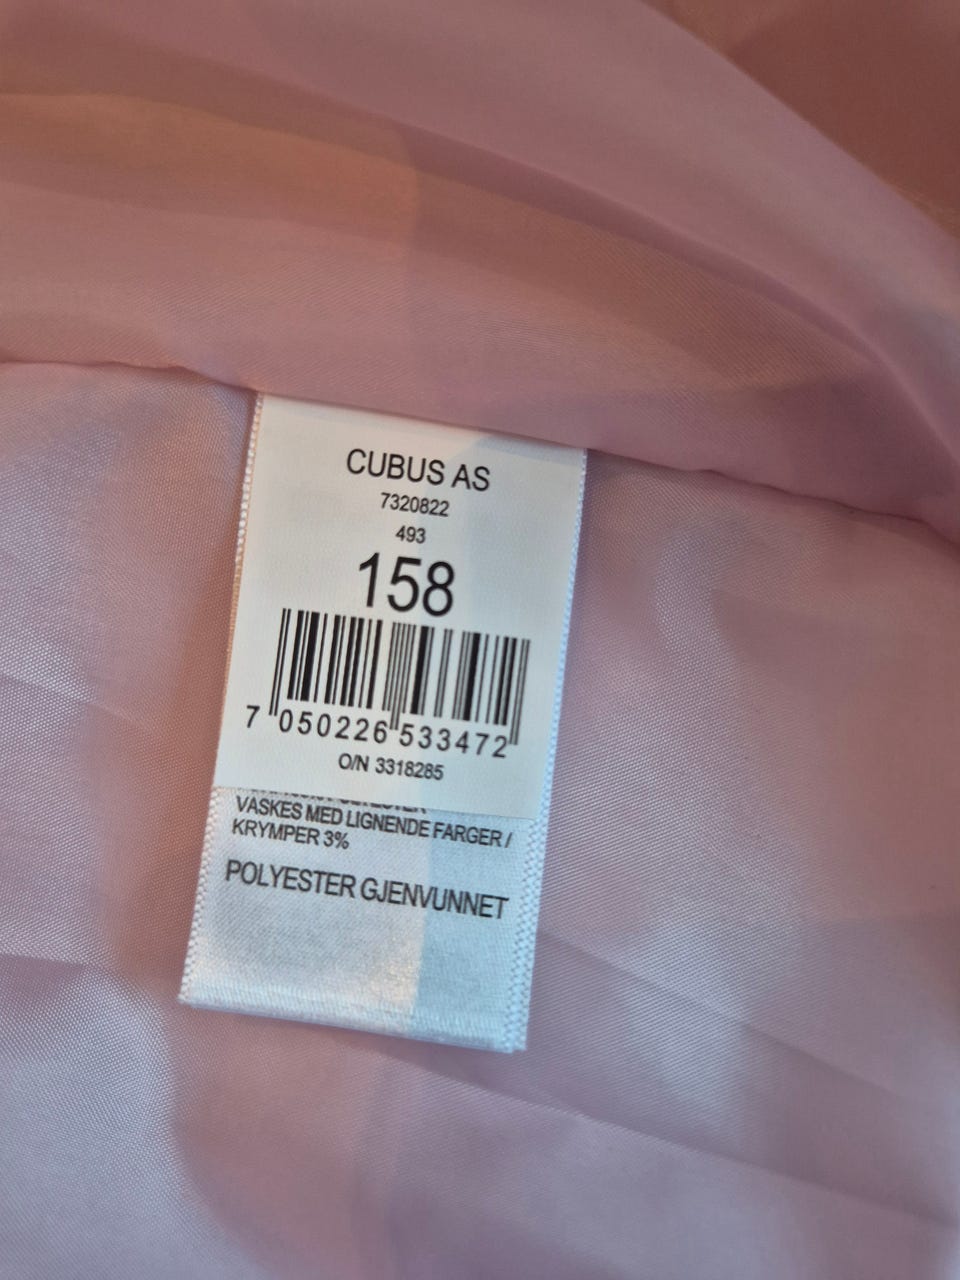 CUBUS AS
7320822
493
158
7 050226 533472
O/N 3318285
VASKES MED LIGNENDE FARGER /
KRYMPER 3%
POLYESTER GJENVUNNET